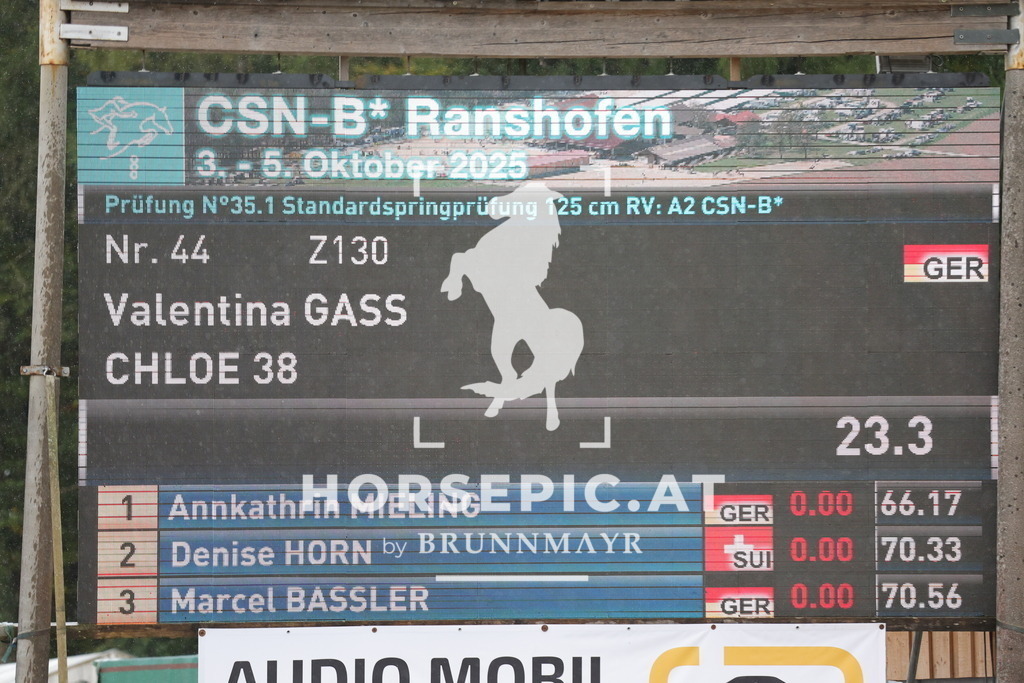 CSN-B* Ranshofen
3. - 5. Oktober 2025
Prüfung N°35.1 Standardspringprüfung 125 cm RV: A2 CSN-B*
Nr. 44 Z130
GER
Valentina GASS
CHLOE 38
23.3
HORSEPIC.AT
1 Annkathrin MIELING GER 0.00 66.17
by BRUNNMAYR
2 Denise HORN SUI 0.00 70.33
3 Marcel BASSLER GER 0.00 70.56
AUDIO MOBIL